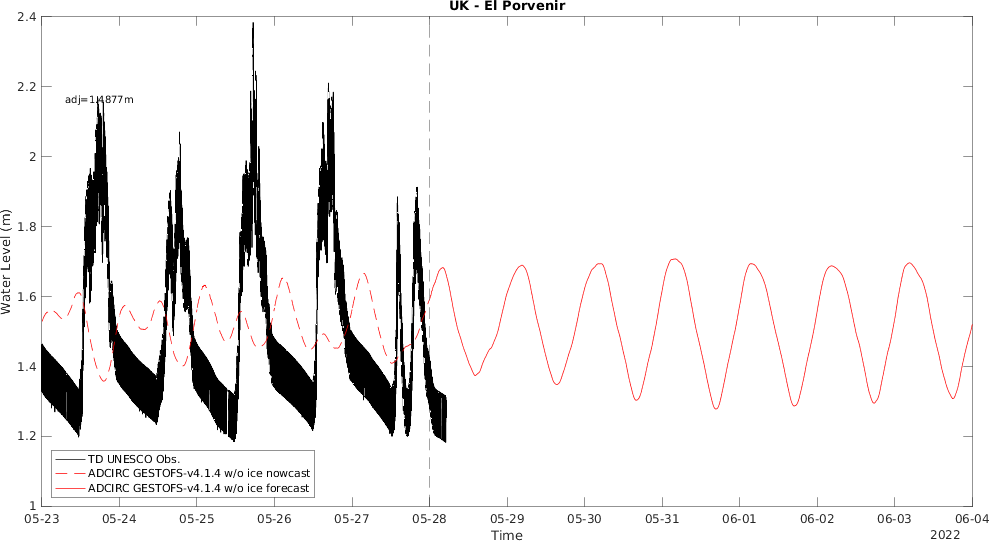 UK - El Porvenir
2.4
2.2
2
1.8
1.6
1.4
1.2
1
Water Level (m)
adj=1.4877m
TD UNESCO Obs.
ADCIRC GESTOFS-v4.1.4 w/o ice nowcast
ADCIRC GESTOFS-v4.1.4 w/o ice forecast
05-23 05-24 05-25 05-26 05-27 05-28 05-29 05-30 05-31 06-01 06-02 06-03 06-04
Time
2022